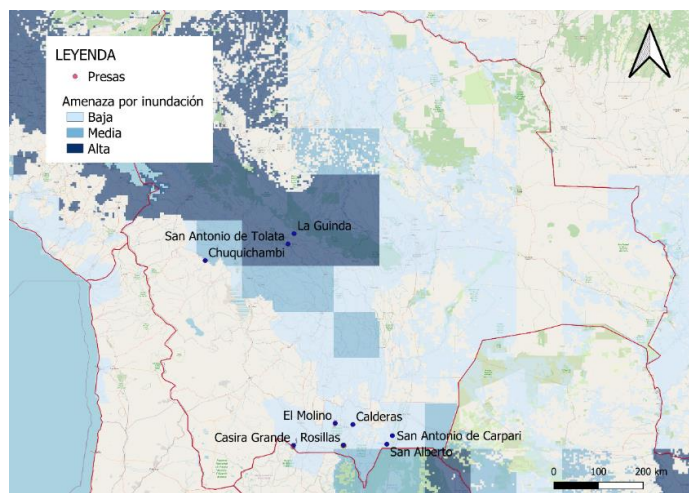 LEYENDA
Presas
Amenaza por inundación
Baja
Media
Alta
La Guinda
San Antonio de Tolata
Chuquichambi
El Molino
Calderas
Casira Grande
Rosillas
San Antonio de Carpari
San Alberto
0 100 200 km